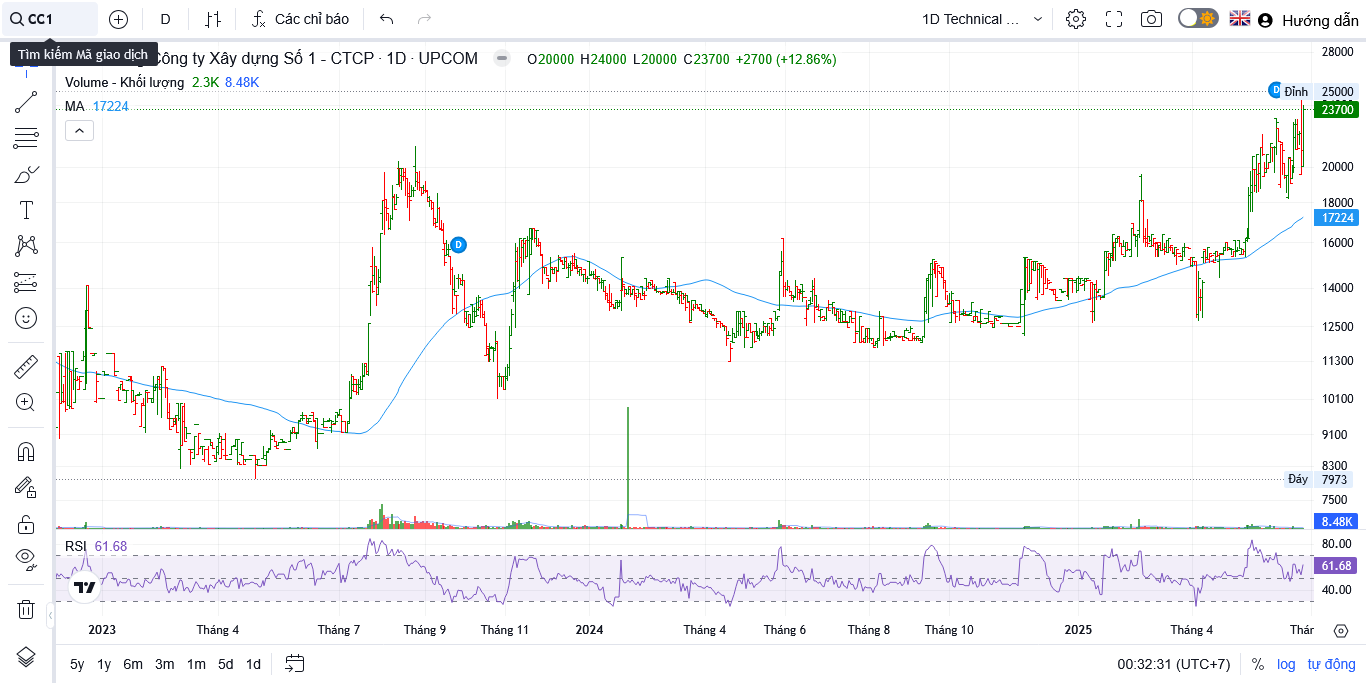 CC1
D
Các chỉ báo
1D Technical ...
Hướng dẫn
Tìm kiếm Mã giao dịch
Công ty Xây dựng Số 1 - CTCP · 1D · UPCOM
O20000 H24000 L20000 C23700 +2700 (+12.86%)
Volume - Khối lượng 2.3K 8.48K
MA 17224
28000
D Đỉnh 25000
23700
20000
18000
17224
16000
14000
12500
11300
10100
9100
8300
Đáy 7973
7500
8.48K
D
RSI 61.68
80.00
61.68
40.00
2023 Tháng 4 Tháng 7 Tháng 9 Tháng 11 2024 Tháng 4 Tháng 6 Tháng 8 Tháng 10 2025 Tháng 4 Thár
5y 1y 6m 3m 1m 5d 1d
00:32:31 (UTC+7) % log tự động